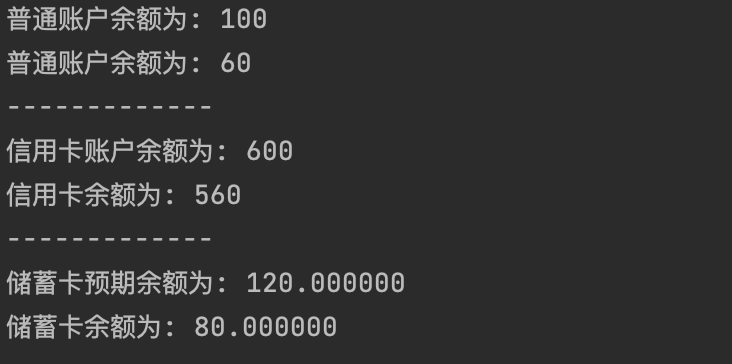 普通账户余额为: 100
普通账户余额为: 60
-------------
信用卡账户余额为: 600
信用卡余额为: 560
-------------
储蓄卡预期余额为: 120.000000
储蓄卡余额为: 80.000000